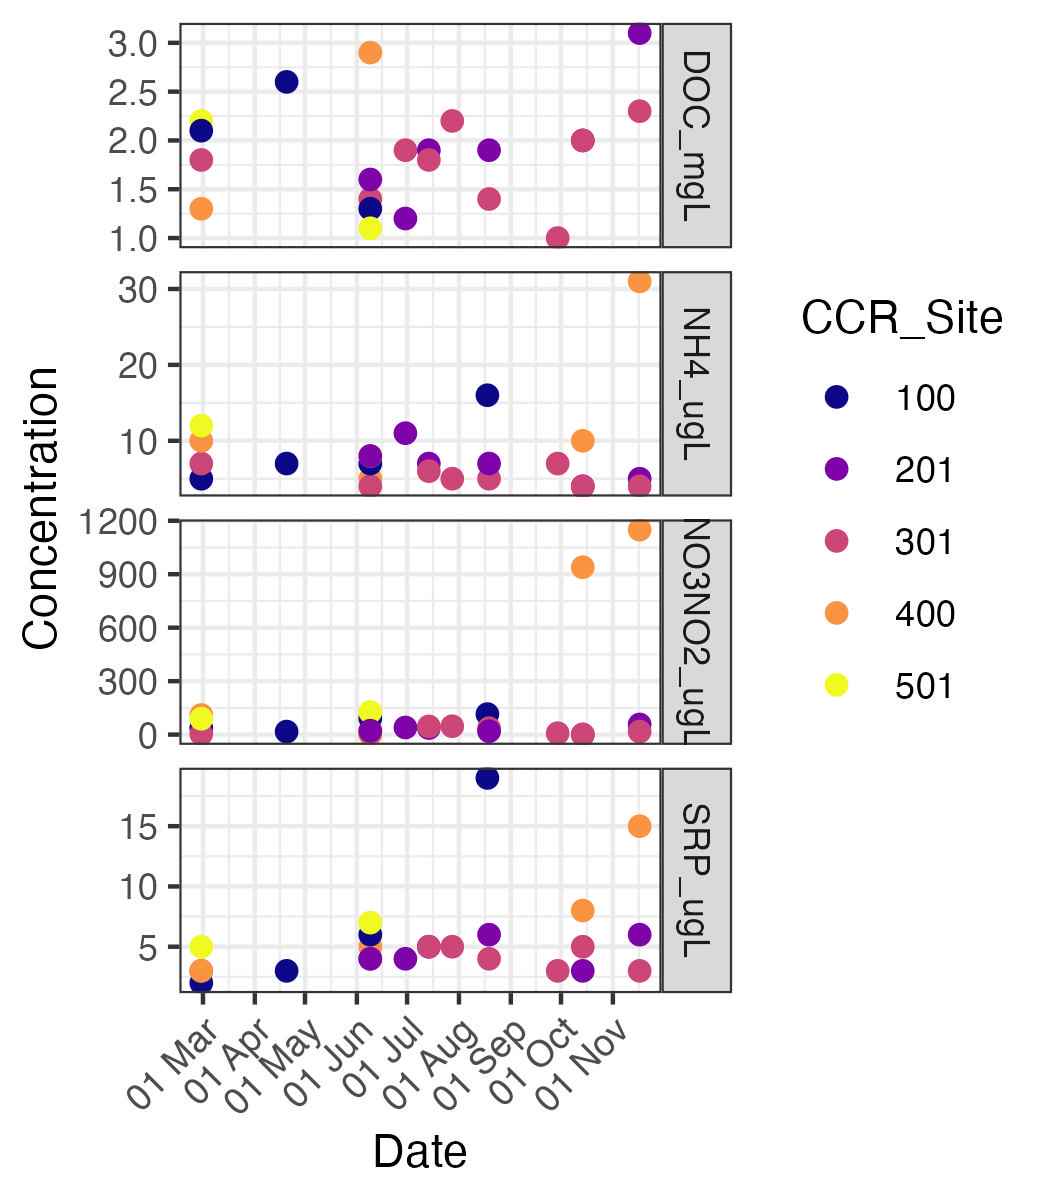 3.0
2.5
2.0
1.5
1.0
DOC_mgL
30
20
10
NH4_ugL
1200
900
600
300
0
NO3NO2_ugL
15
10
5
SRP_ugL
01 Mar
01 Apr
01 May
01 Jun
01 Jul
01 Aug
01 Sep
01 Oct
01 Nov
Date
Concentration
CCR_Site
100
201
301
400
501